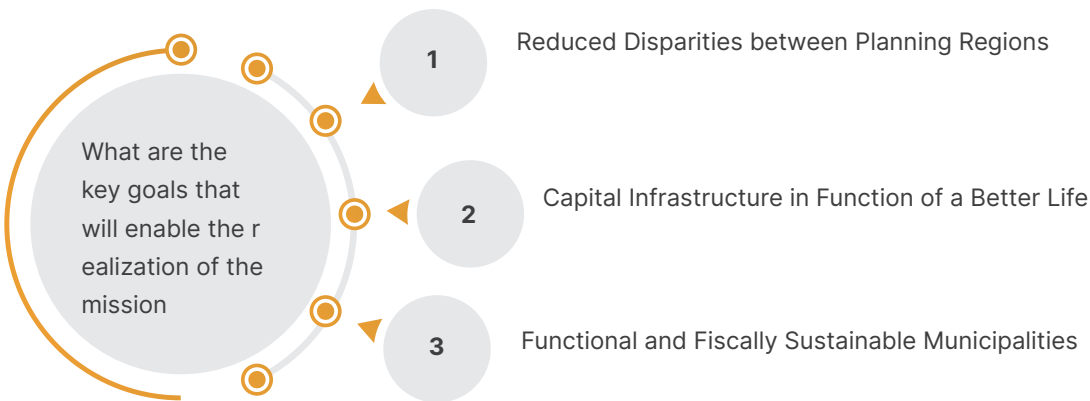 What are the
key goals that
will enable the r
ealization of the
mission
1
Reduced Disparities between Planning Regions
2
Capital Infrastructure in Function of a Better Life
3
Functional and Fiscally Sustainable Municipalities